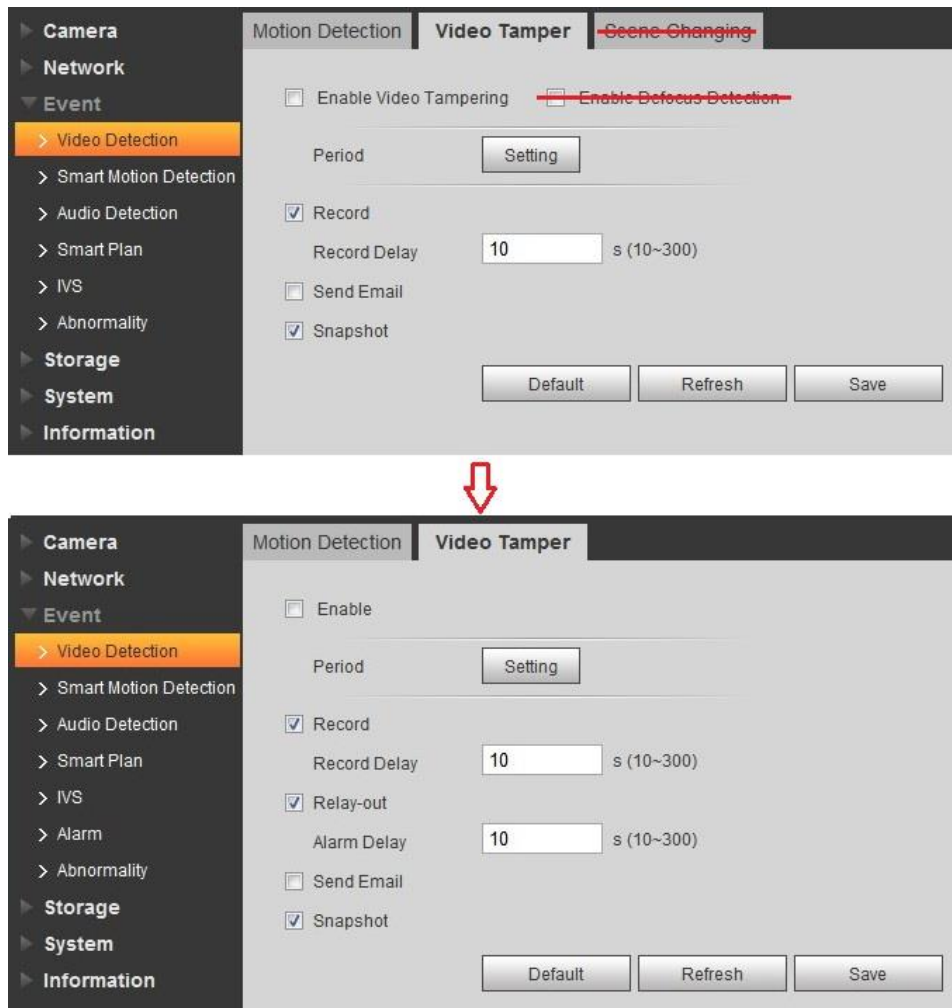 Camera
Network
Event
Video Detection
Smart Motion Detection
Audio Detection
Smart Plan
IVS
Abnormality
Storage
System
Information
Motion Detection Video Tamper Scene Changing
Enable Video Tampering Enable Defocus Detection
Period Setting
Record
Record Delay 10 s (10~300)
Send Email
Snapshot
Default Refresh Save
Camera
Network
Event
Video Detection
Smart Motion Detection
Audio Detection
Smart Plan
IVS
Alarm
Abnormality
Storage
System
Information
Motion Detection Video Tamper
Enable
Period Setting
Record
Record Delay 10 s (10~300)
Relay-out
Alarm Delay 10 s (10~300)
Send Email
Snapshot
Default Refresh Save